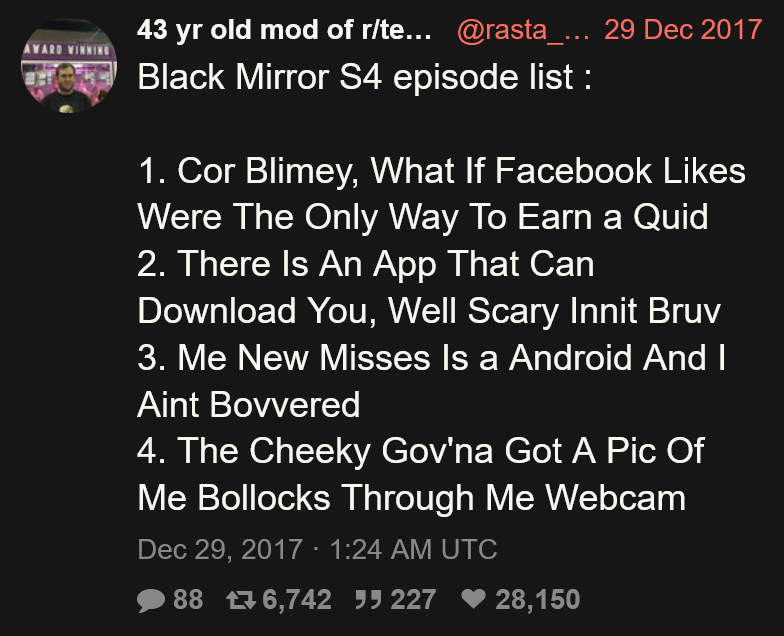 43 yr old mod of r/te... @rasta_... 29 Dec 2017
AWARD WINNING
Black Mirror S4 episode list :
1. Cor Blimey, What If Facebook Likes
Were The Only Way To Earn a Quid
2. There Is An App That Can
Download You, Well Scary Innit Bruv
3. Me New Misses Is a Android And I
Aint Bovvered
4. The Cheeky Gov'na Got A Pic Of
Me Bollocks Through Me Webcam
Dec 29, 2017 · 1:24 AM UTC
88 6,742 227 28,150